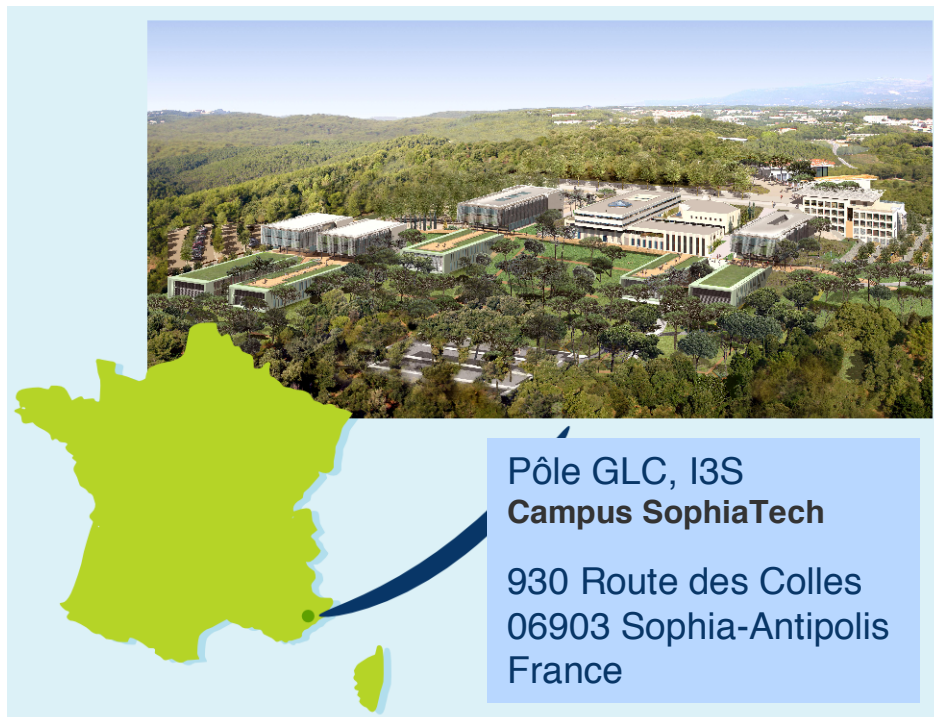 Pôle GLC, I3S
Campus SophiaTech
930 Route des Colles
06903 Sophia-Antipolis
France